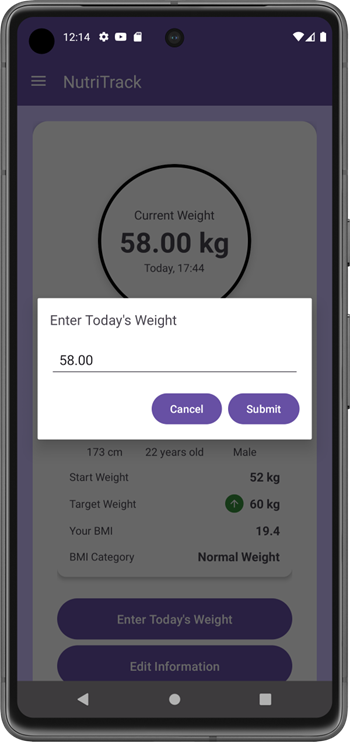 12:14
NutriTrack
Current Weight
58.00 kg
Today, 17:44
Enter Today's Weight
58.00
Cancel Submit
173 cm 22 years old Male
Start Weight 52 kg
Target Weight 60 kg
Your BMI 19.4
BMI Category Normal Weight
Enter Today's Weight
Edit Information